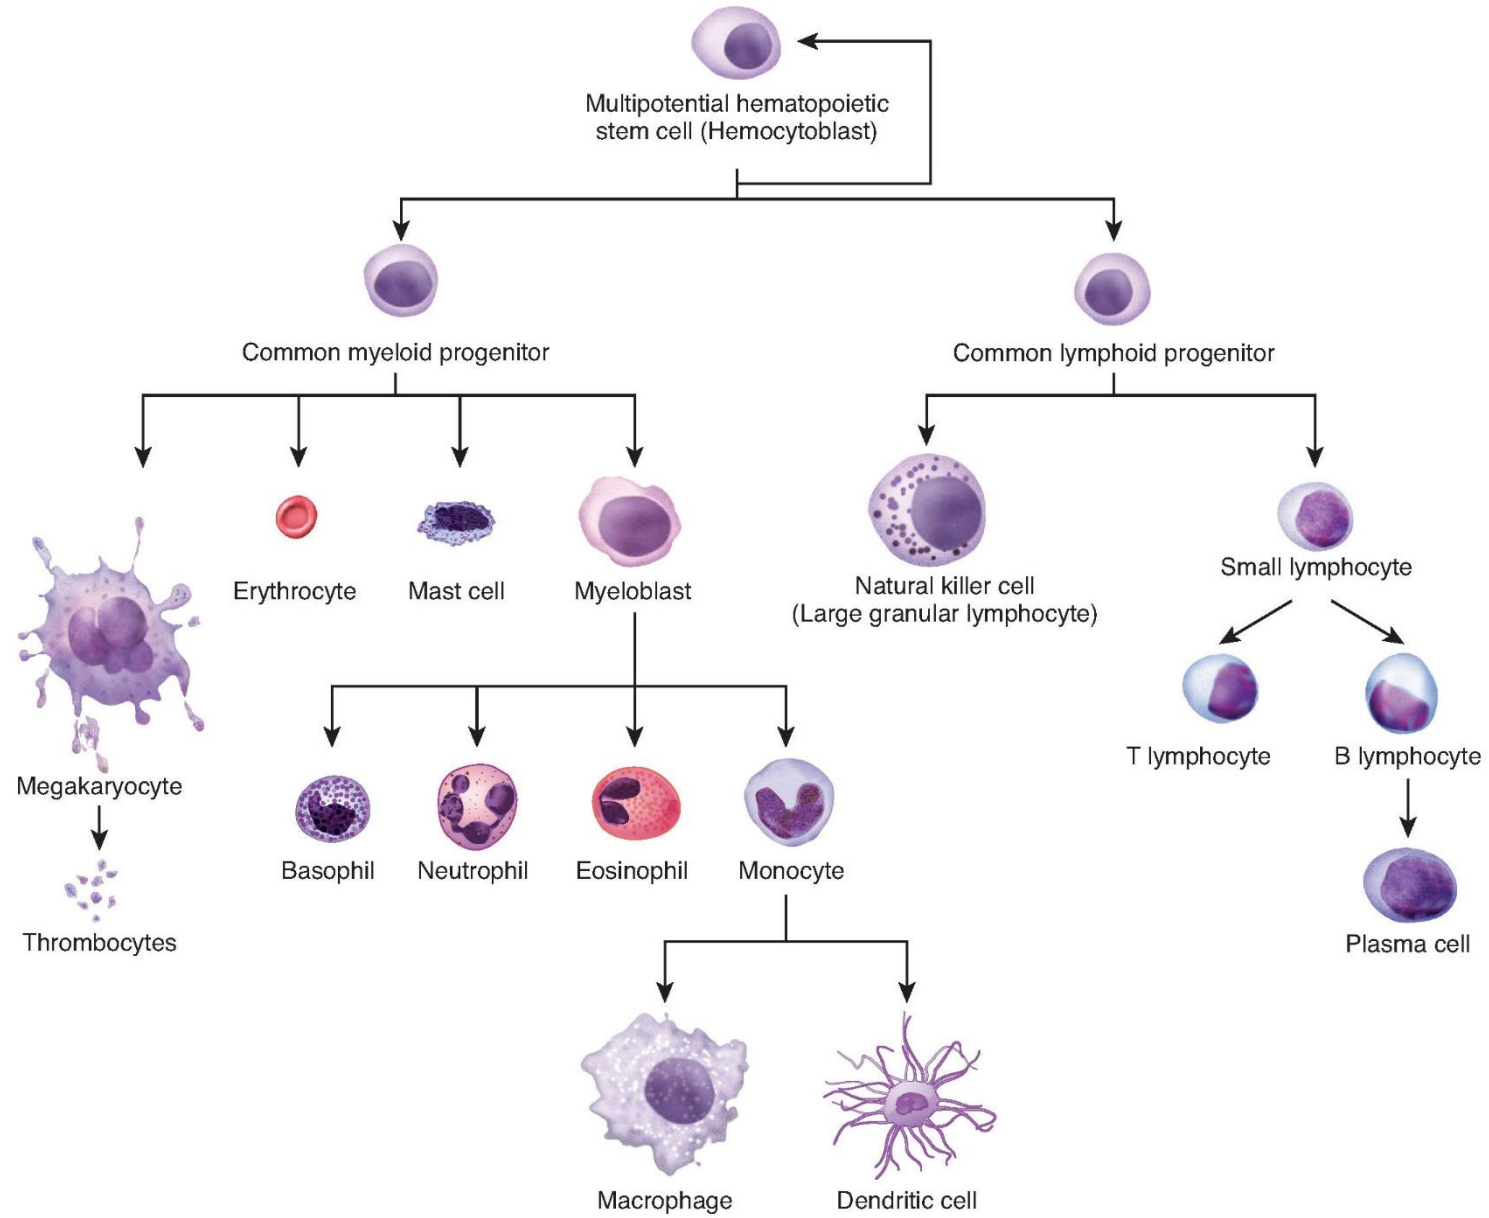 Multipotential hematopoietic
stem cell (Hemocytoblast)
Common myeloid progenitor
Common lymphoid progenitor
Erythrocyte
Mast cell
Myeloblast
Natural killer cell
(Large granular lymphocyte)
Small lymphocyte
T lymphocyte
B lymphocyte
Megakaryocyte
Basophil
Neutrophil
Eosinophil
Monocyte
Thrombocytes
Plasma cell
Macrophage
Dendritic cell